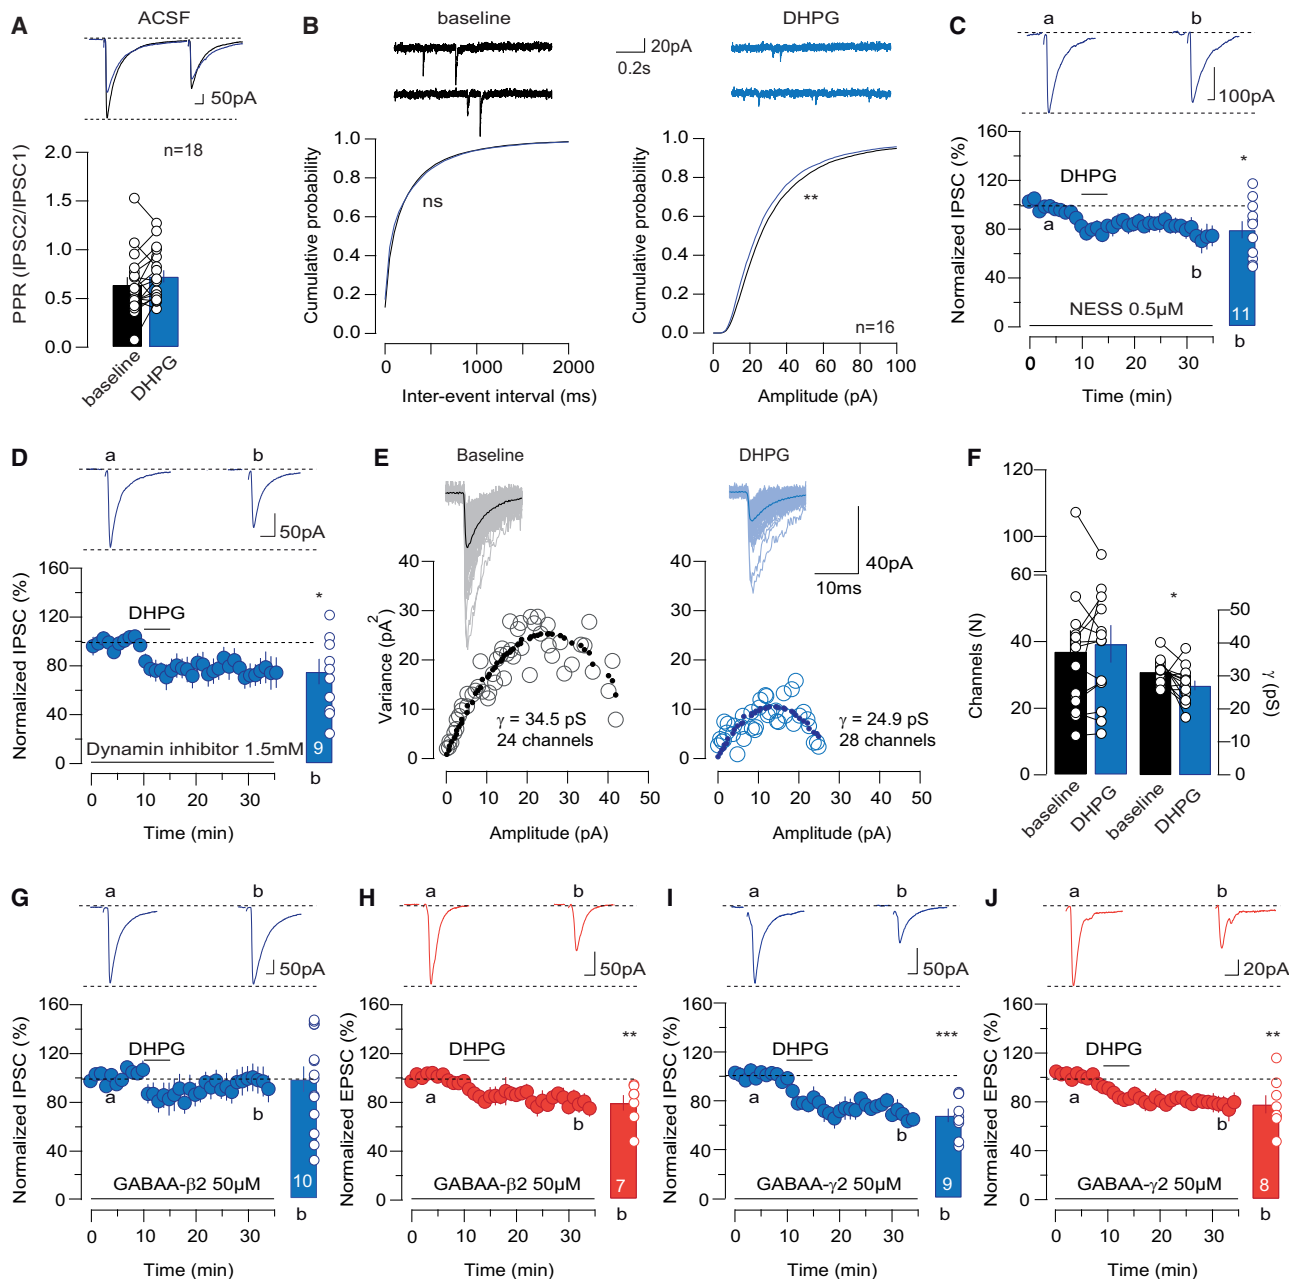 A
ACSF
50pA
n=18
PPR (IPSC2/IPSC1)
2.0
1.5
1.0
0.5
0.0
baseline
DHPG
B
baseline
20pA
0.2s
DHPG
Cumulative probability
1.0
0.8
0.6
0.4
0.2
0.0
ns
0
1000
2000
Inter-event interval (ms)
Cumulative probability
1.0
0.8
0.6
0.4
0.2
0.0
**
n=16
0 20 40 60 80 100
Amplitude (pA)
C
a
b
100pA
Normalized IPSC (%)
160
120
80
40
0
DHPG
a
b
*
NESS 0.5µM
11
b
0 10 20 30
Time (min)
D
a
b
50pA
Normalized IPSC (%)
160
120
80
40
0
DHPG
*
Dynamin inhibitor 1.5mM
9
b
0 10 20 30
Time (min)
E
Baseline
DHPG
40pA
10ms
Variance (pA2)
40
30
20
10
0
γ = 34.5 pS
24 channels
0 10 20 30 40 50
Amplitude (pA)
40
30
20
10
0
γ = 24.9 pS
28 channels
0 10 20 30 40 50
Amplitude (pA)
F
Channels (N)
120
100
80
60
40
20
0
*
50
40
30
20
10
0
γ (pS)
baseline
DHPG
baseline
DHPG
G
a
b
50pA
Normalized IPSC (%)
160
120
80
40
0
DHPG
a
b
GABAA-β2 50µM
10
b
0 10 20 30
Time (min)
H
a
b
50pA
Normalized EPSC (%)
160
120
80
40
0
DHPG
a
b
**
GABAA-β2 50µM
7
b
0 10 20 30
Time (min)
I
a
b
50pA
Normalized IPSC (%)
160
120
80
40
0
DHPG
a
b
***
GABAA-γ2 50µM
9
b
0 10 20 30
Time (min)
J
a
b
20pA
Normalized EPSC (%)
160
120
80
40
0
DHPG
a
b
**
GABAA-γ2 50µM
8
b
0 10 20 30
Time (min)